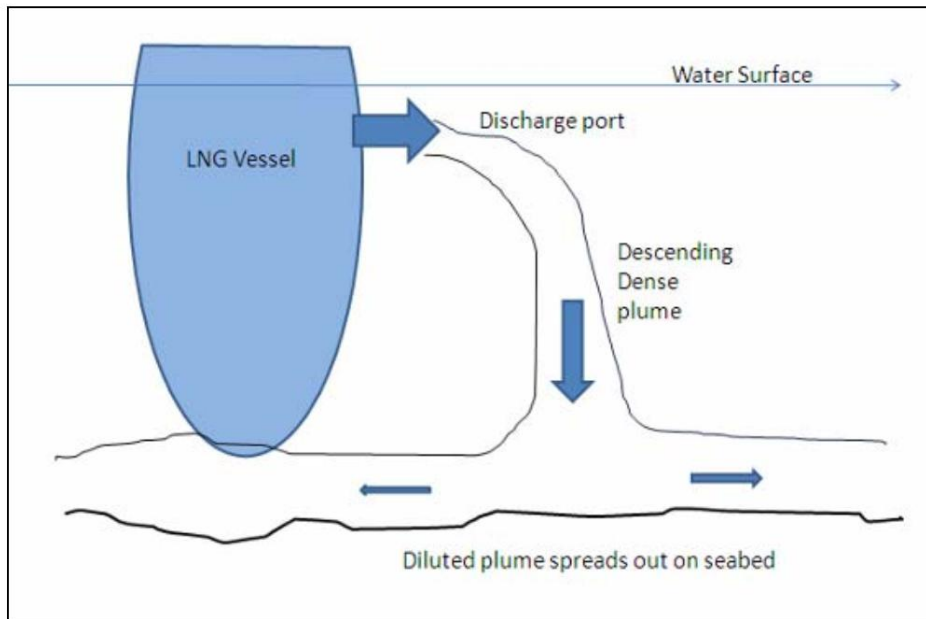 Water Surface
Discharge port
LNG Vessel
Descending
Dense
plume
Diluted plume spreads out on seabed